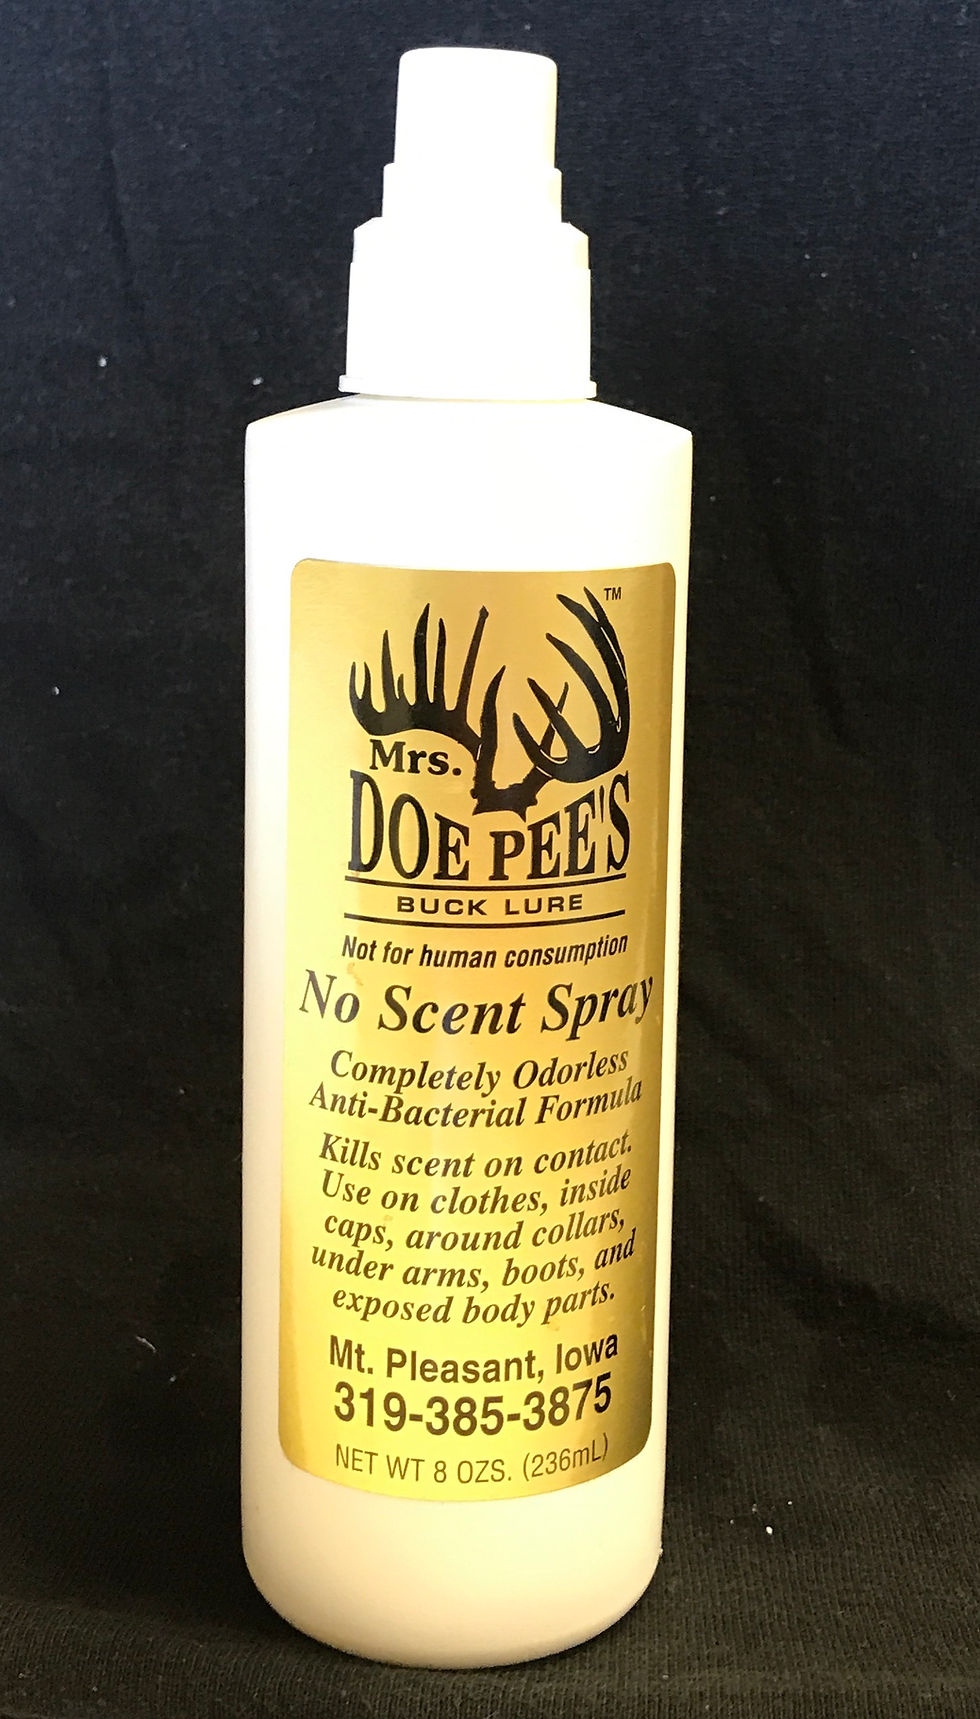 TM
Mrs.
DOE PEE'S
BUCK LURE
Not for human consumption
No Scent Spray
Completely Odorless
Anti-Bacterial Formula
Kills scent on contact.
Use on clothes, inside
caps, around collars,
under arms, boots, and
exposed body parts.
Mt. Pleasant, Iowa
319-385-3875
NET WT 8 OZS. (236mL)